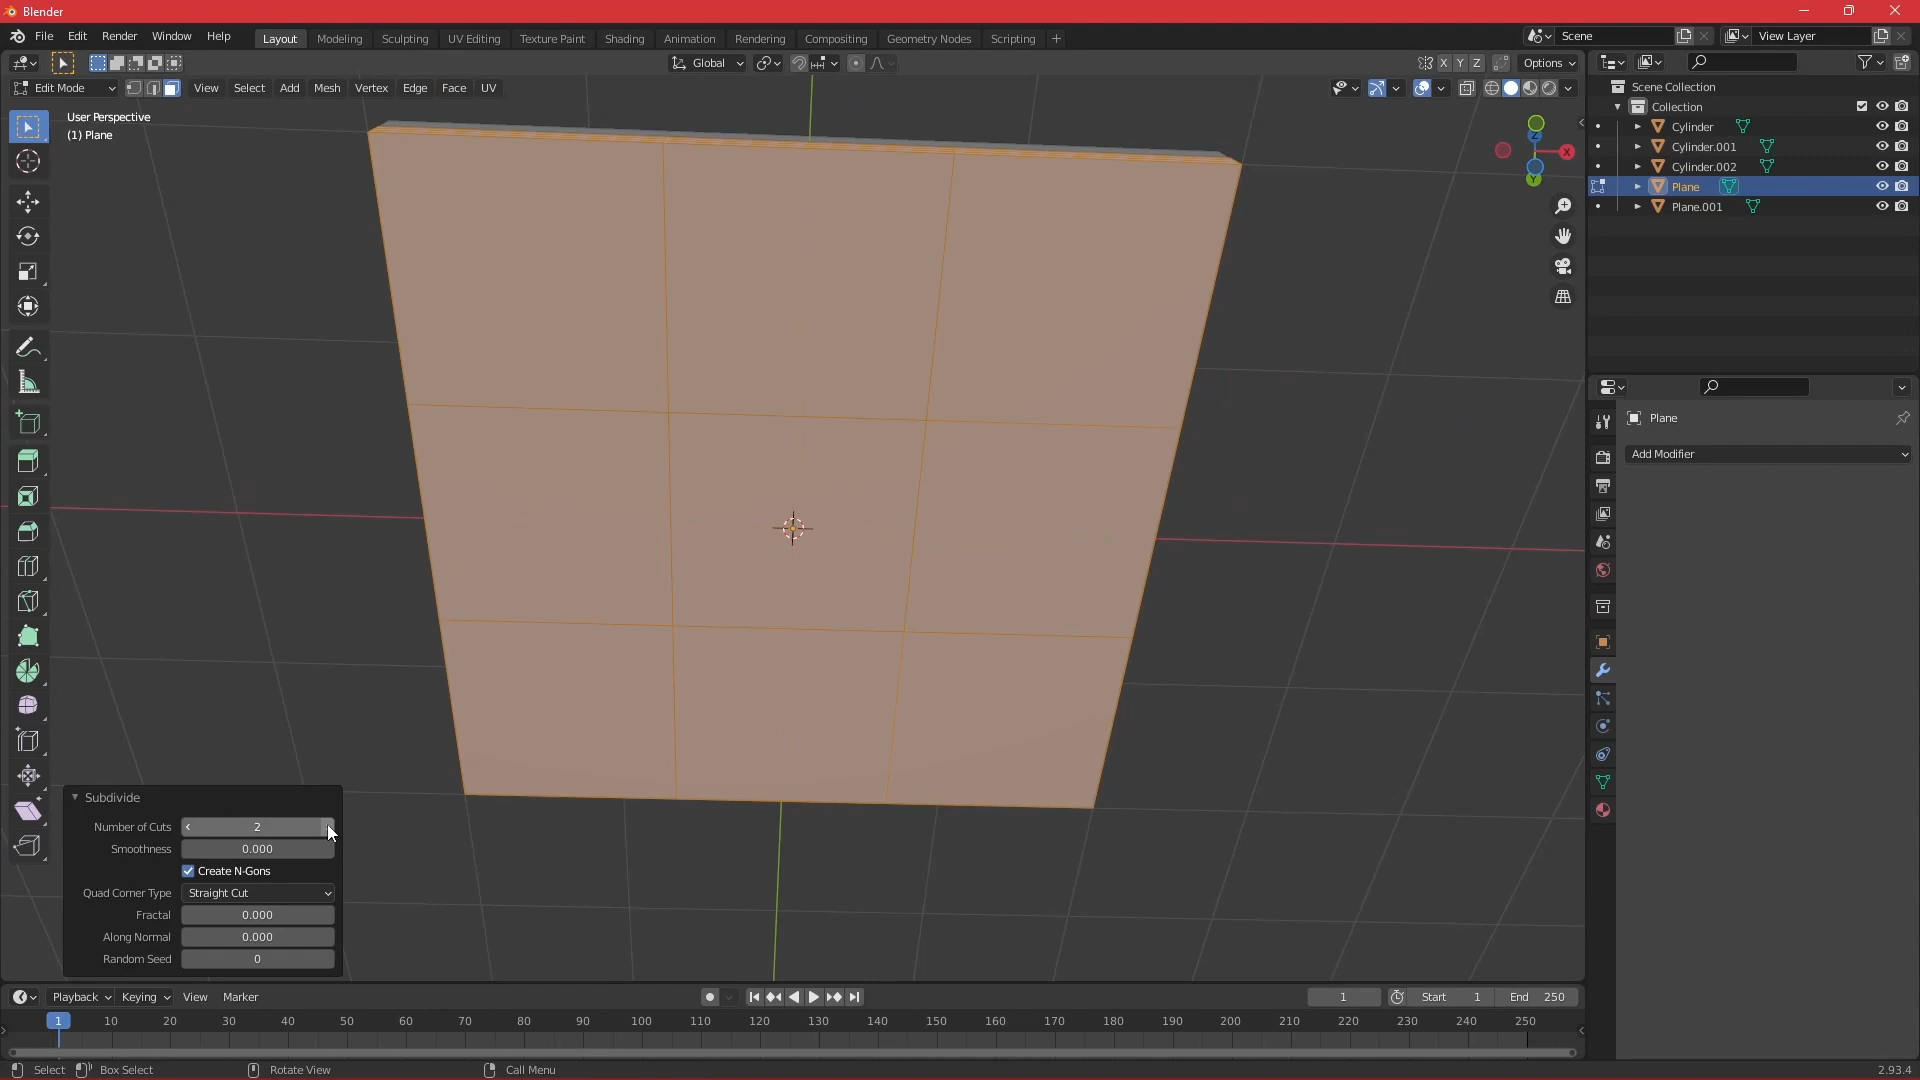 Blender
File Edit Render Window Help
Layout Modeling Sculpting UV Editing Texture Paint Shading Animation Rendering Compositing Geometry Nodes Scripting +
Scene
View Layer
Global
X Y Z
Options
Edit Mode
View Select Add Mesh Vertex Edge Face UV
User Perspective
(1) Plane
Z
X
Y
Scene Collection
Collection
Cylinder
Cylinder.001
Cylinder.002
Plane
Plane.001
Plane
Add Modifier
Subdivide
Number of Cuts 2
Smoothness 0.000
Create N-Gons
Quad Corner Type Straight Cut
Fractal 0.000
Along Normal 0.000
Random Seed 0
Playback Keying View Marker
1
Start 1
End 250
1 10 20 30 40 50 60 70 80 90 100 110 120 130 140 150 160 170 180 190 200 210 220 230 240 250
Select Box Select Rotate View Call Menu
2.93.4